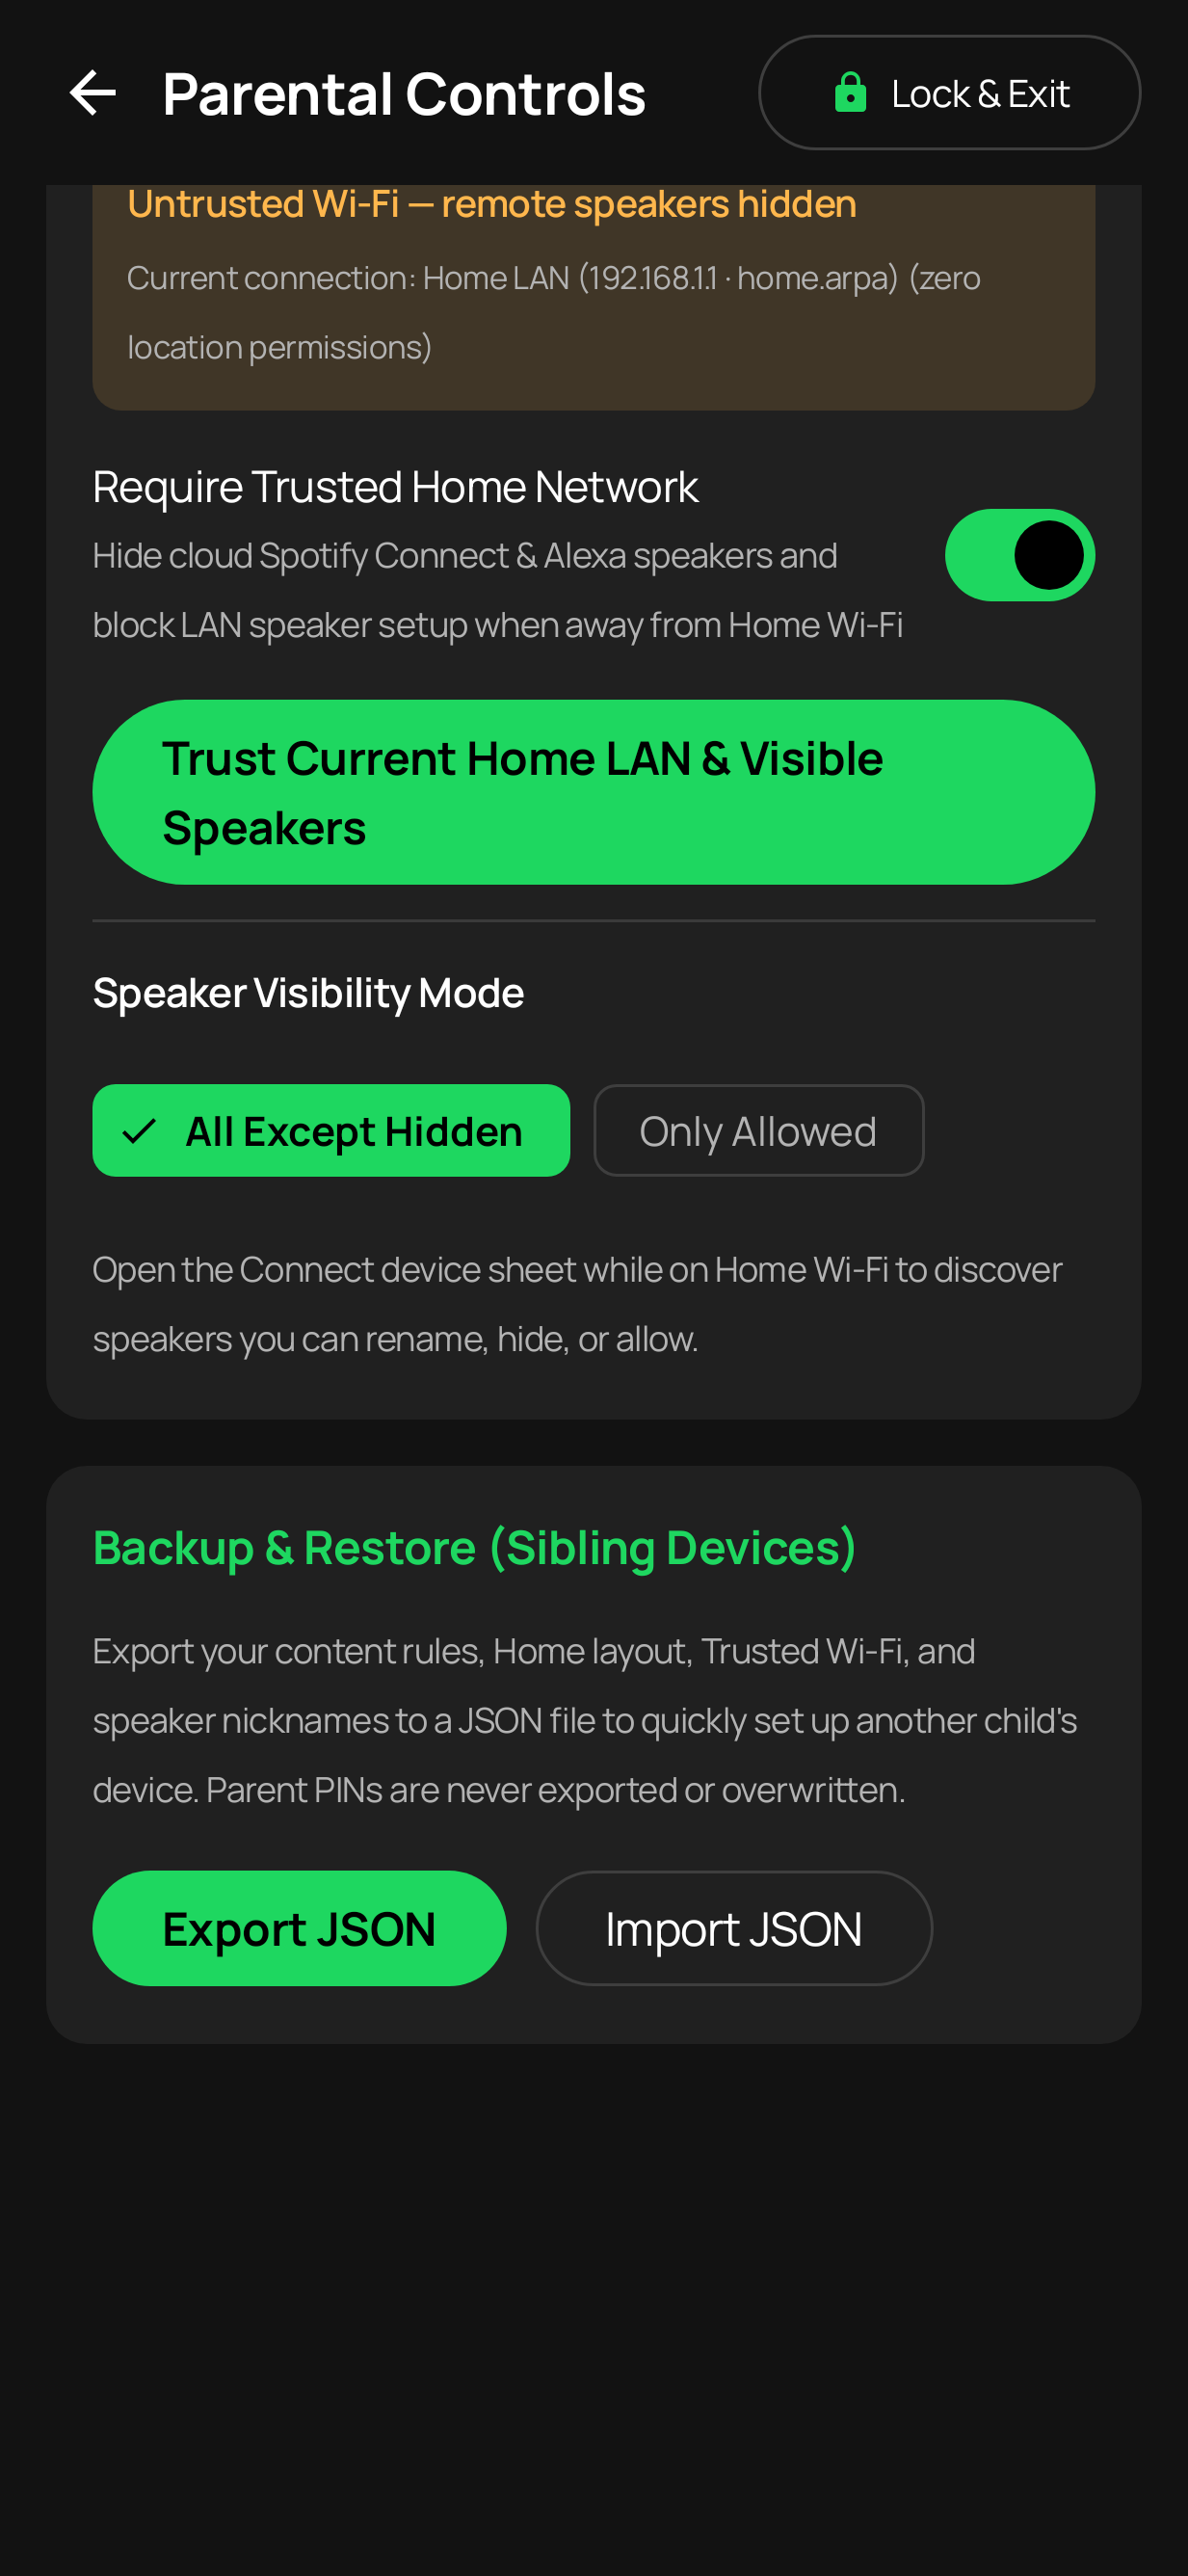 Parental Controls
Lock & Exit
Untrusted Wi-Fi — remote speakers hidden
Current connection: Home LAN (192.168.1.1 · home.arpa) (zero
location permissions)
Require Trusted Home Network
Hide cloud Spotify Connect & Alexa speakers and
block LAN speaker setup when away from Home Wi-Fi
Trust Current Home LAN & Visible
Speakers
Speaker Visibility Mode
All Except Hidden
Only Allowed
Open the Connect device sheet while on Home Wi-Fi to discover
speakers you can rename, hide, or allow.
Backup & Restore (Sibling Devices)
Export your content rules, Home layout, Trusted Wi-Fi, and
speaker nicknames to a JSON file to quickly set up another child's
device. Parent PINs are never exported or overwritten.
Export JSON
Import JSON